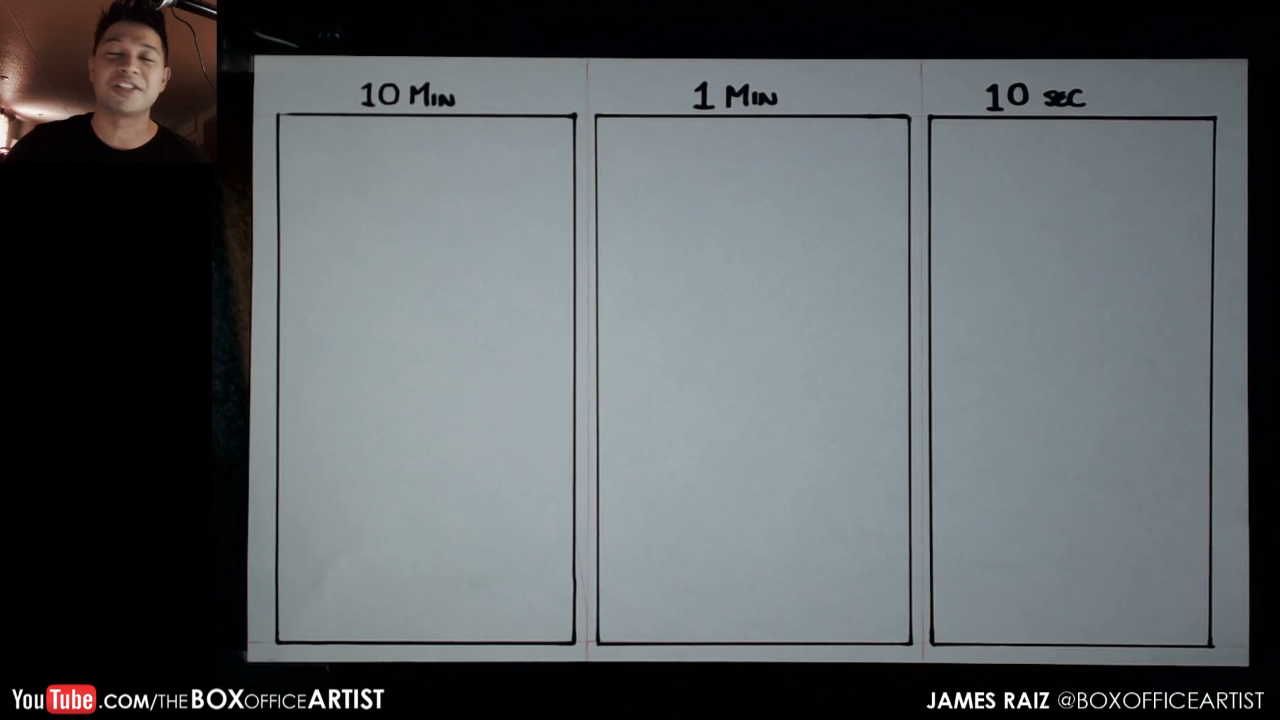 10 MIN
1 MIN
10 SEC
YouTube.COM/THEBOXOFFICEARTIST
JAMES RAIZ @BOXOFFICEARTIST